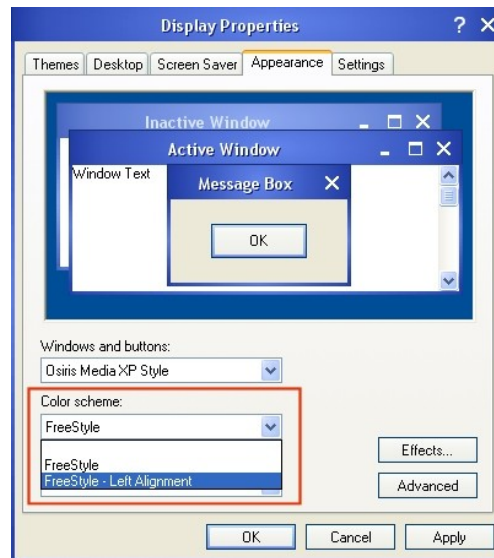 Display Properties ?
Themes Desktop Screen Saver Appearance Settings
Inactive Window
Active Window
Window Text
Message Box
OK
Windows and buttons:
Osiris Media XP Style
Color scheme:
FreeStyle
FreeStyle
FreeStyle - Left Alignment
Effects...
Advanced
OK Cancel Apply